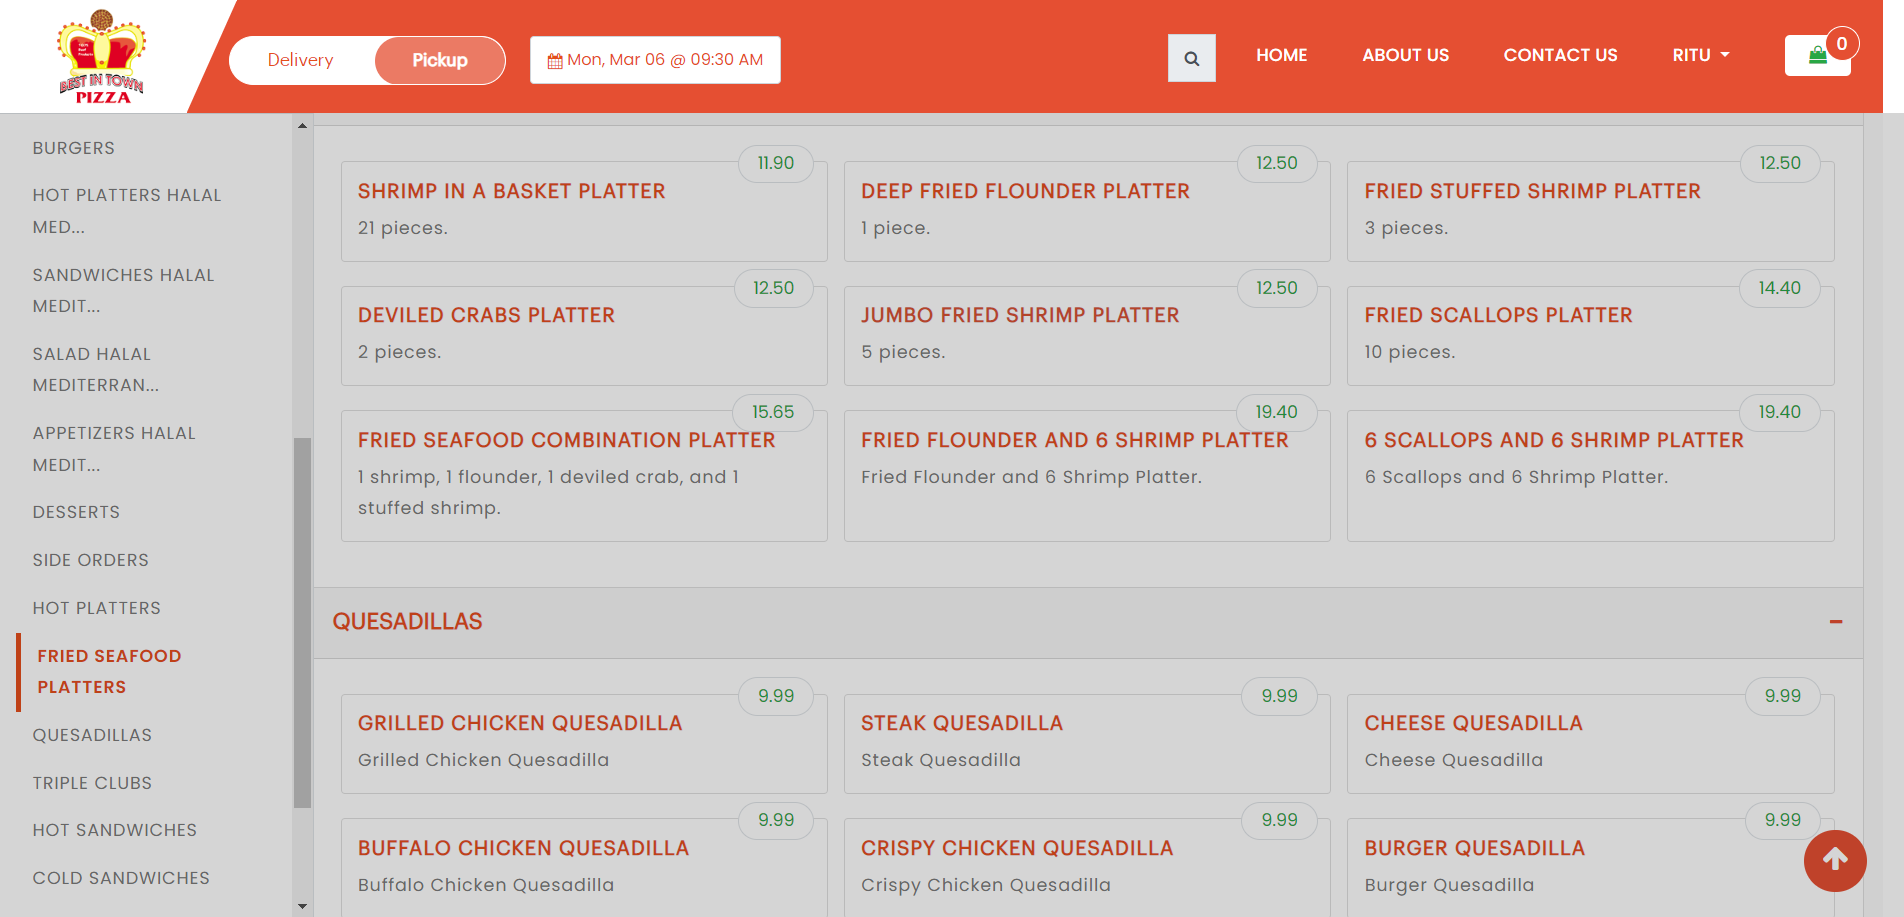 BEST IN TOWN
PIZZA
Delivery
Pickup
Mon, Mar 06 @ 09:30 AM
HOME
ABOUT US
CONTACT US
RITU
0
BURGERS
HOT PLATTERS HALAL
MED...
SANDWICHES HALAL
MEDIT...
SALAD HALAL
MEDITERRAN...
APPETIZERS HALAL
MEDIT...
DESSERTS
SIDE ORDERS
HOT PLATTERS
FRIED SEAFOOD
PLATTERS
QUESADILLAS
TRIPLE CLUBS
HOT SANDWICHES
COLD SANDWICHES
11.90
SHRIMP IN A BASKET PLATTER
21 pieces.
12.50
DEEP FRIED FLOUNDER PLATTER
1 piece.
12.50
FRIED STUFFED SHRIMP PLATTER
3 pieces.
12.50
DEVILED CRABS PLATTER
2 pieces.
12.50
JUMBO FRIED SHRIMP PLATTER
5 pieces.
14.40
FRIED SCALLOPS PLATTER
10 pieces.
15.65
FRIED SEAFOOD COMBINATION PLATTER
1 shrimp, 1 flounder, 1 deviled crab, and 1
stuffed shrimp.
19.40
FRIED FLOUNDER AND 6 SHRIMP PLATTER
Fried Flounder and 6 Shrimp Platter.
19.40
6 SCALLOPS AND 6 SHRIMP PLATTER
6 Scallops and 6 Shrimp Platter.
QUESADILLAS
9.99
GRILLED CHICKEN QUESADILLA
Grilled Chicken Quesadilla
9.99
STEAK QUESADILLA
Steak Quesadilla
9.99
CHEESE QUESADILLA
Cheese Quesadilla
9.99
BUFFALO CHICKEN QUESADILLA
Buffalo Chicken Quesadilla
9.99
CRISPY CHICKEN QUESADILLA
Crispy Chicken Quesadilla
9.99
BURGER QUESADILLA
Burger Quesadilla